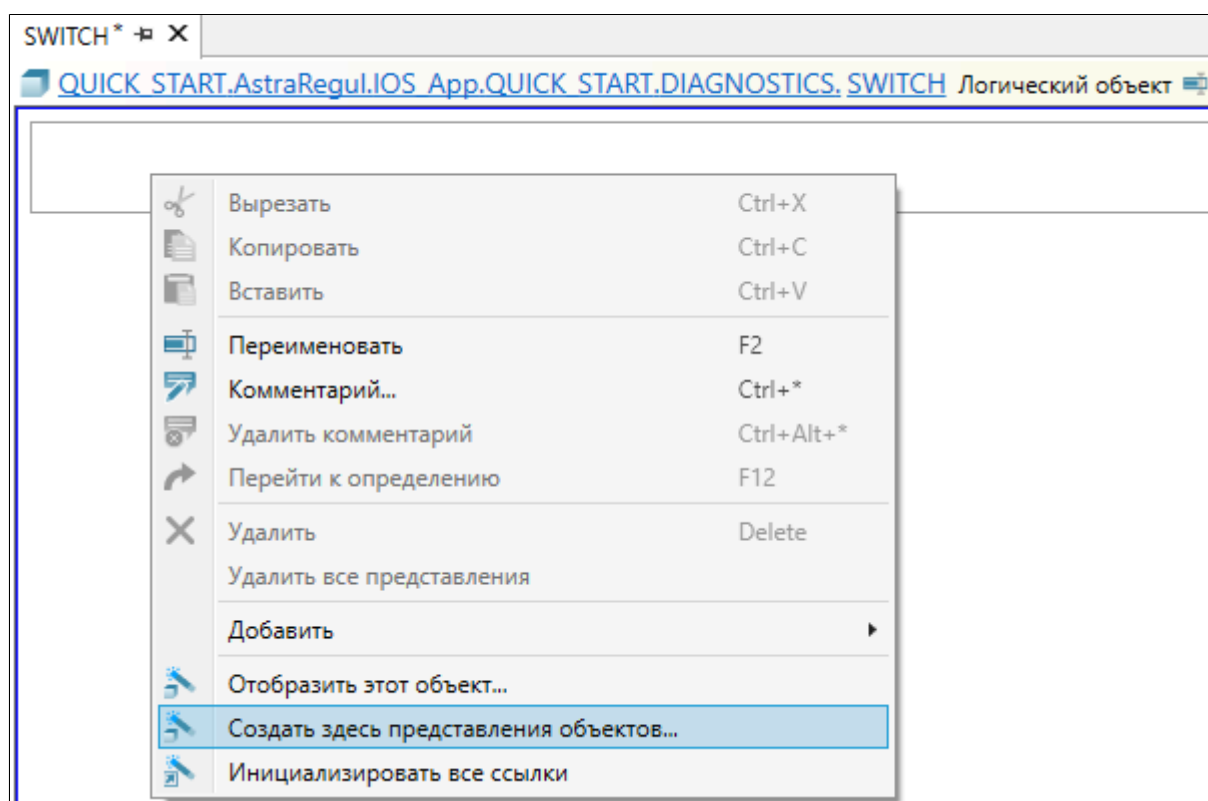 SWITCH*
QUICK_START.AstraRegul.IOS_App.QUICK_START.DIAGNOSTICS. SWITCH Логический объект
Вырезать Ctrl+X
Копировать Ctrl+C
Вставить Ctrl+V
Переименовать F2
Комментарий... Ctrl+*
Удалить комментарий Ctrl+Alt+*
Перейти к определению F12
Удалить Delete
Удалить все представления
Добавить
Отобразить этот объект...
Создать здесь представления объектов...
Инициализировать все ссылки